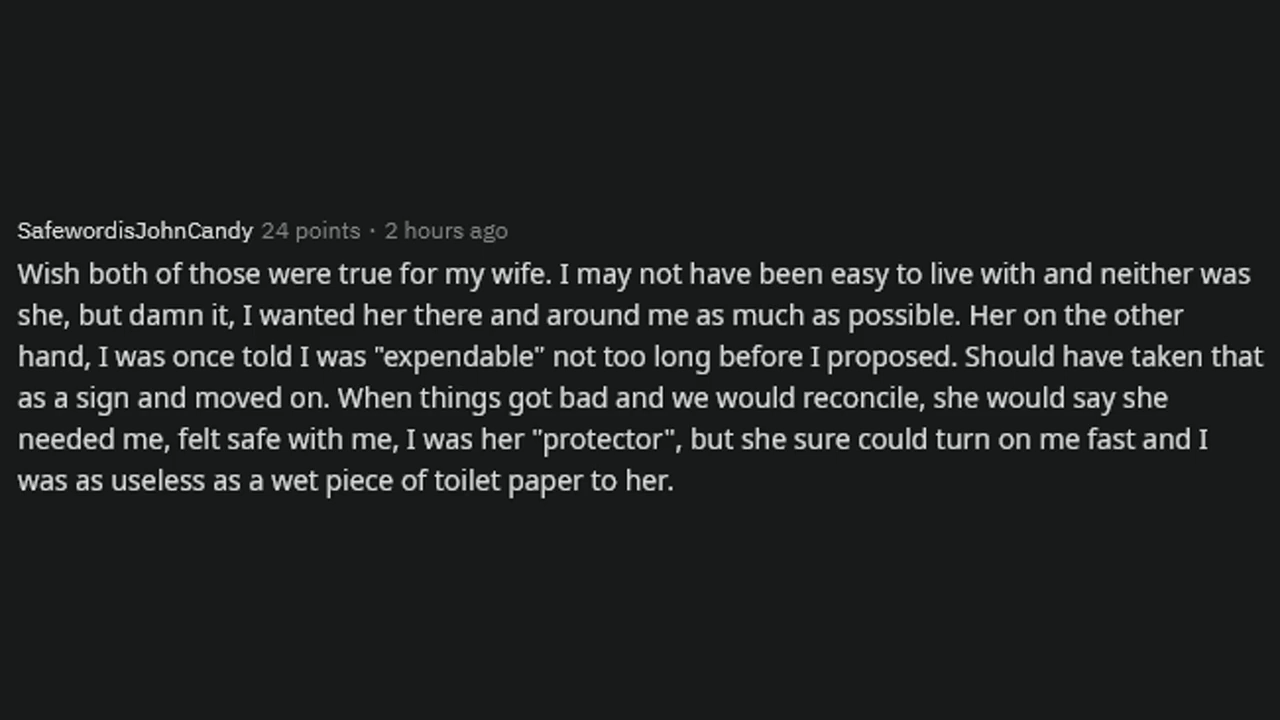 SafewordisJohnCandy 24 points · 2 hours ago
Wish both of those were true for my wife. I may not have been easy to live with and neither was
she, but damn it, I wanted her there and around me as much as possible. Her on the other
hand, I was once told I was "expendable" not too long before I proposed. Should have taken that
as a sign and moved on. When things got bad and we would reconcile, she would say she
needed me, felt safe with me, I was her "protector", but she sure could turn on me fast and I
was as useless as a wet piece of toilet paper to her.